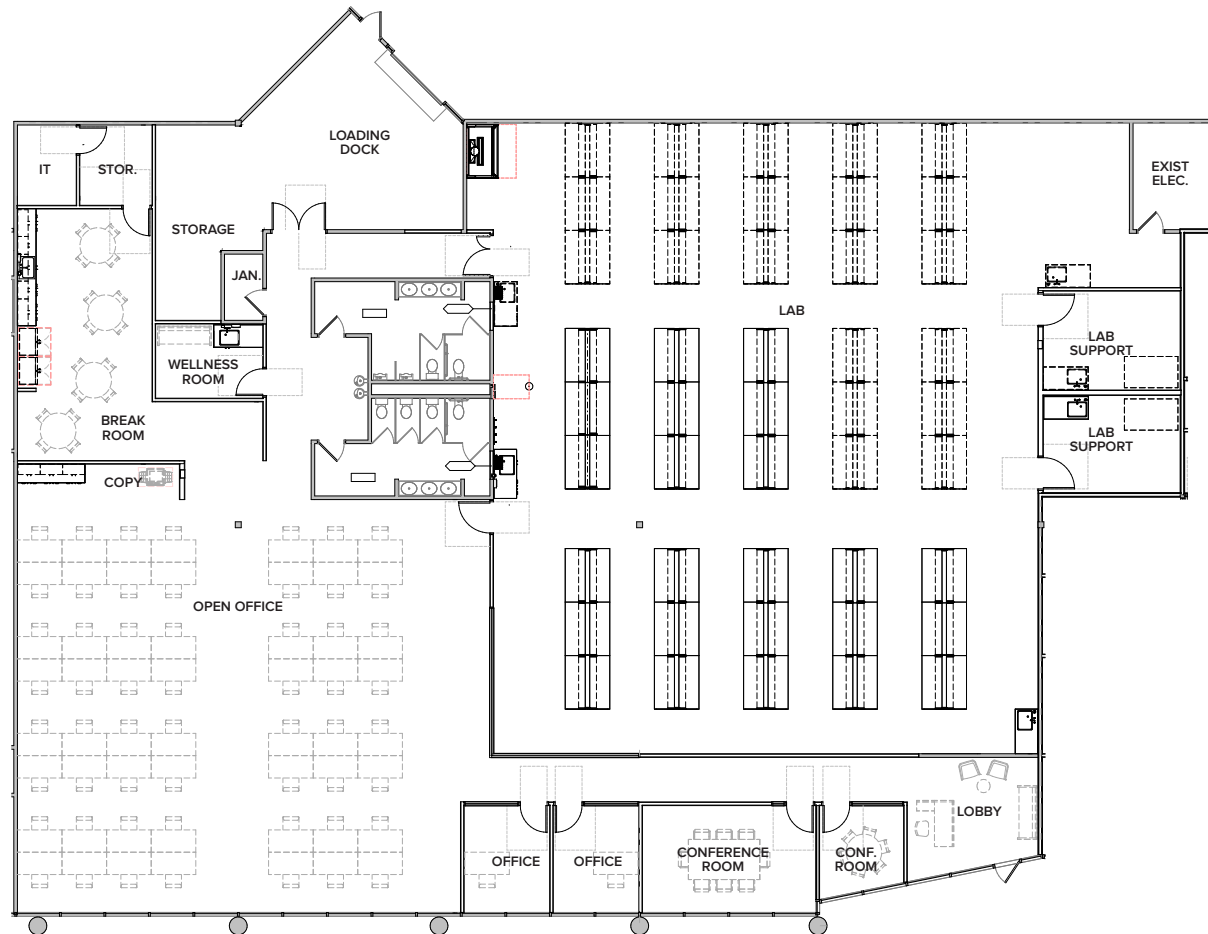 LOADING
DOCK
IT
STOR.
EXIST
ELEC.
STORAGE
JAN.
LAB
WELLNESS
ROOM
LAB
SUPPORT
BREAK
ROOM
LAB
SUPPORT
COPY
OPEN OFFICE
LOBBY
OFFICE
OFFICE
CONFERENCE
ROOM
CONF.
ROOM